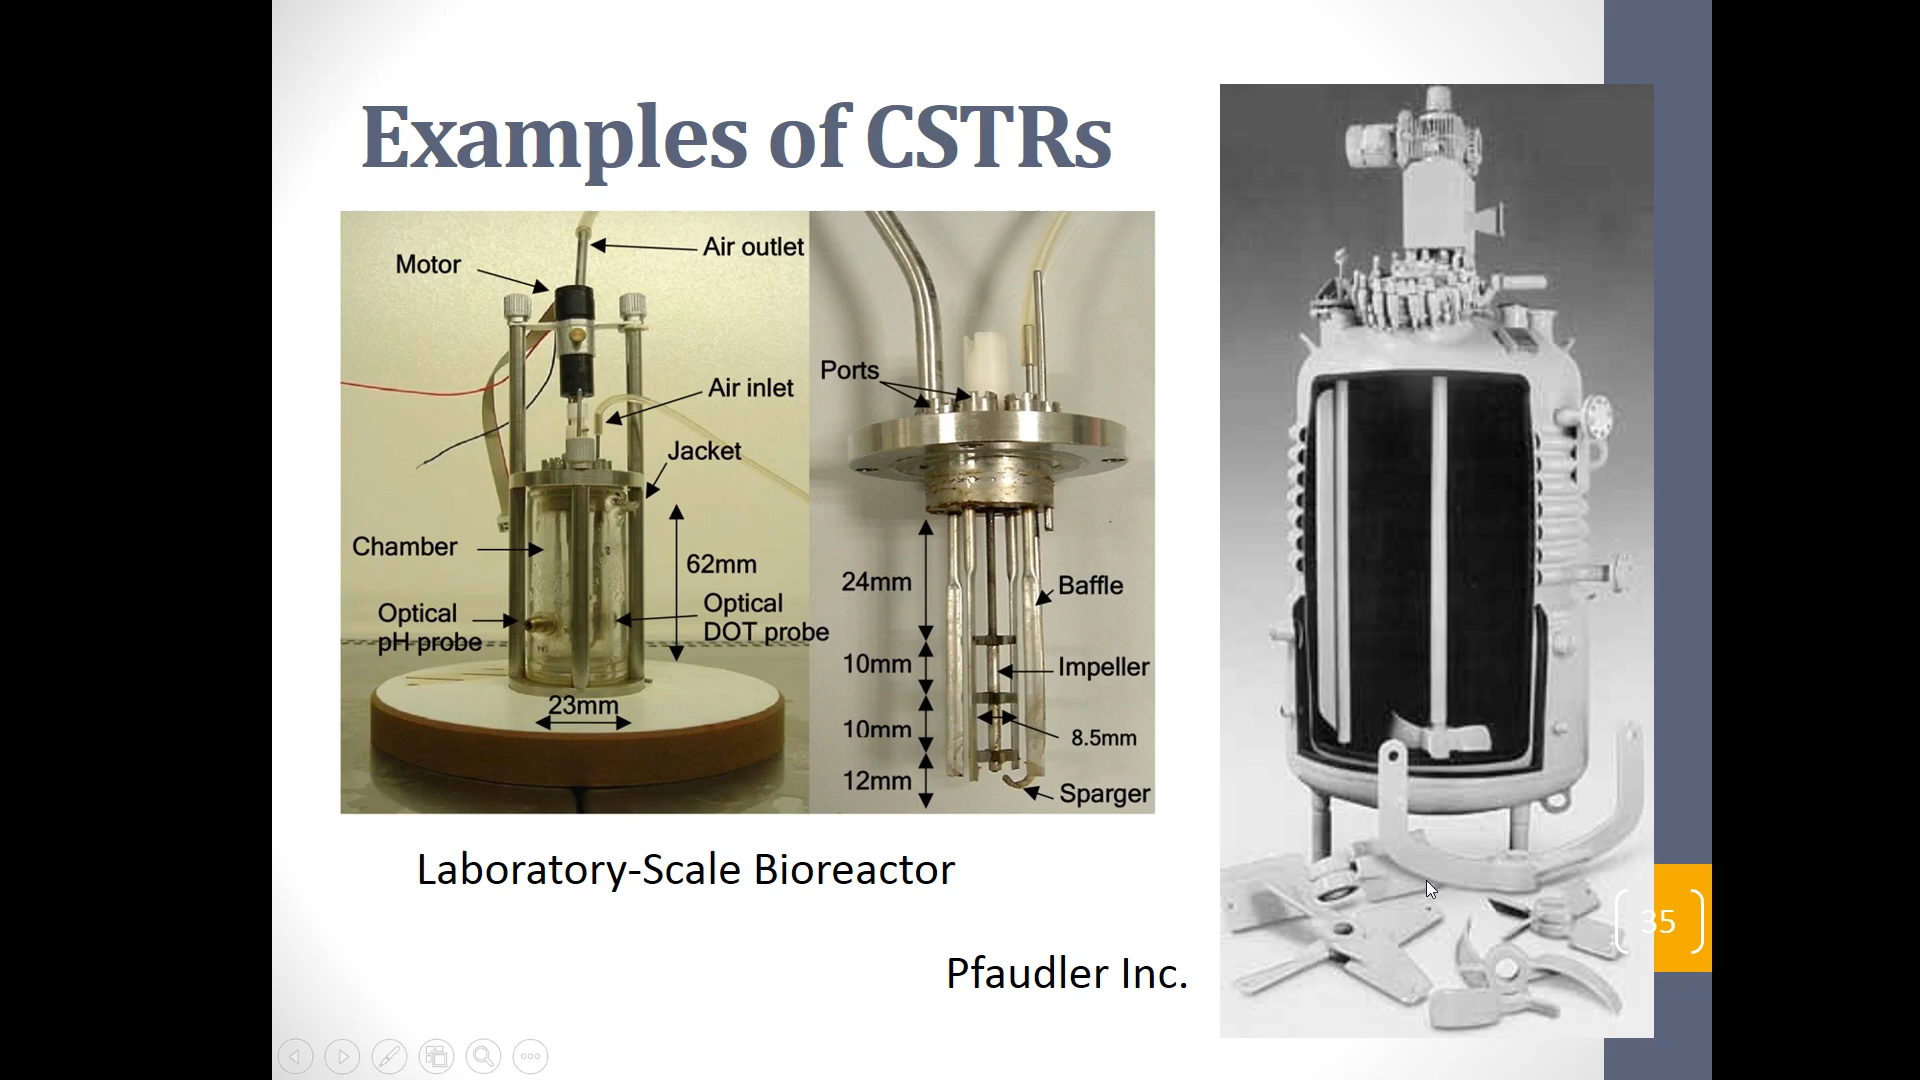 Examples of CSTRs
Motor
Air outlet
Air inlet
Jacket
Chamber
62mm
Optical
pH probe
Optical
DOT probe
23mm
Ports
24mm
Baffle
10mm
Impeller
10mm
8.5mm
12mm
Sparger
Laboratory-Scale Bioreactor
Pfaudler Inc.
35